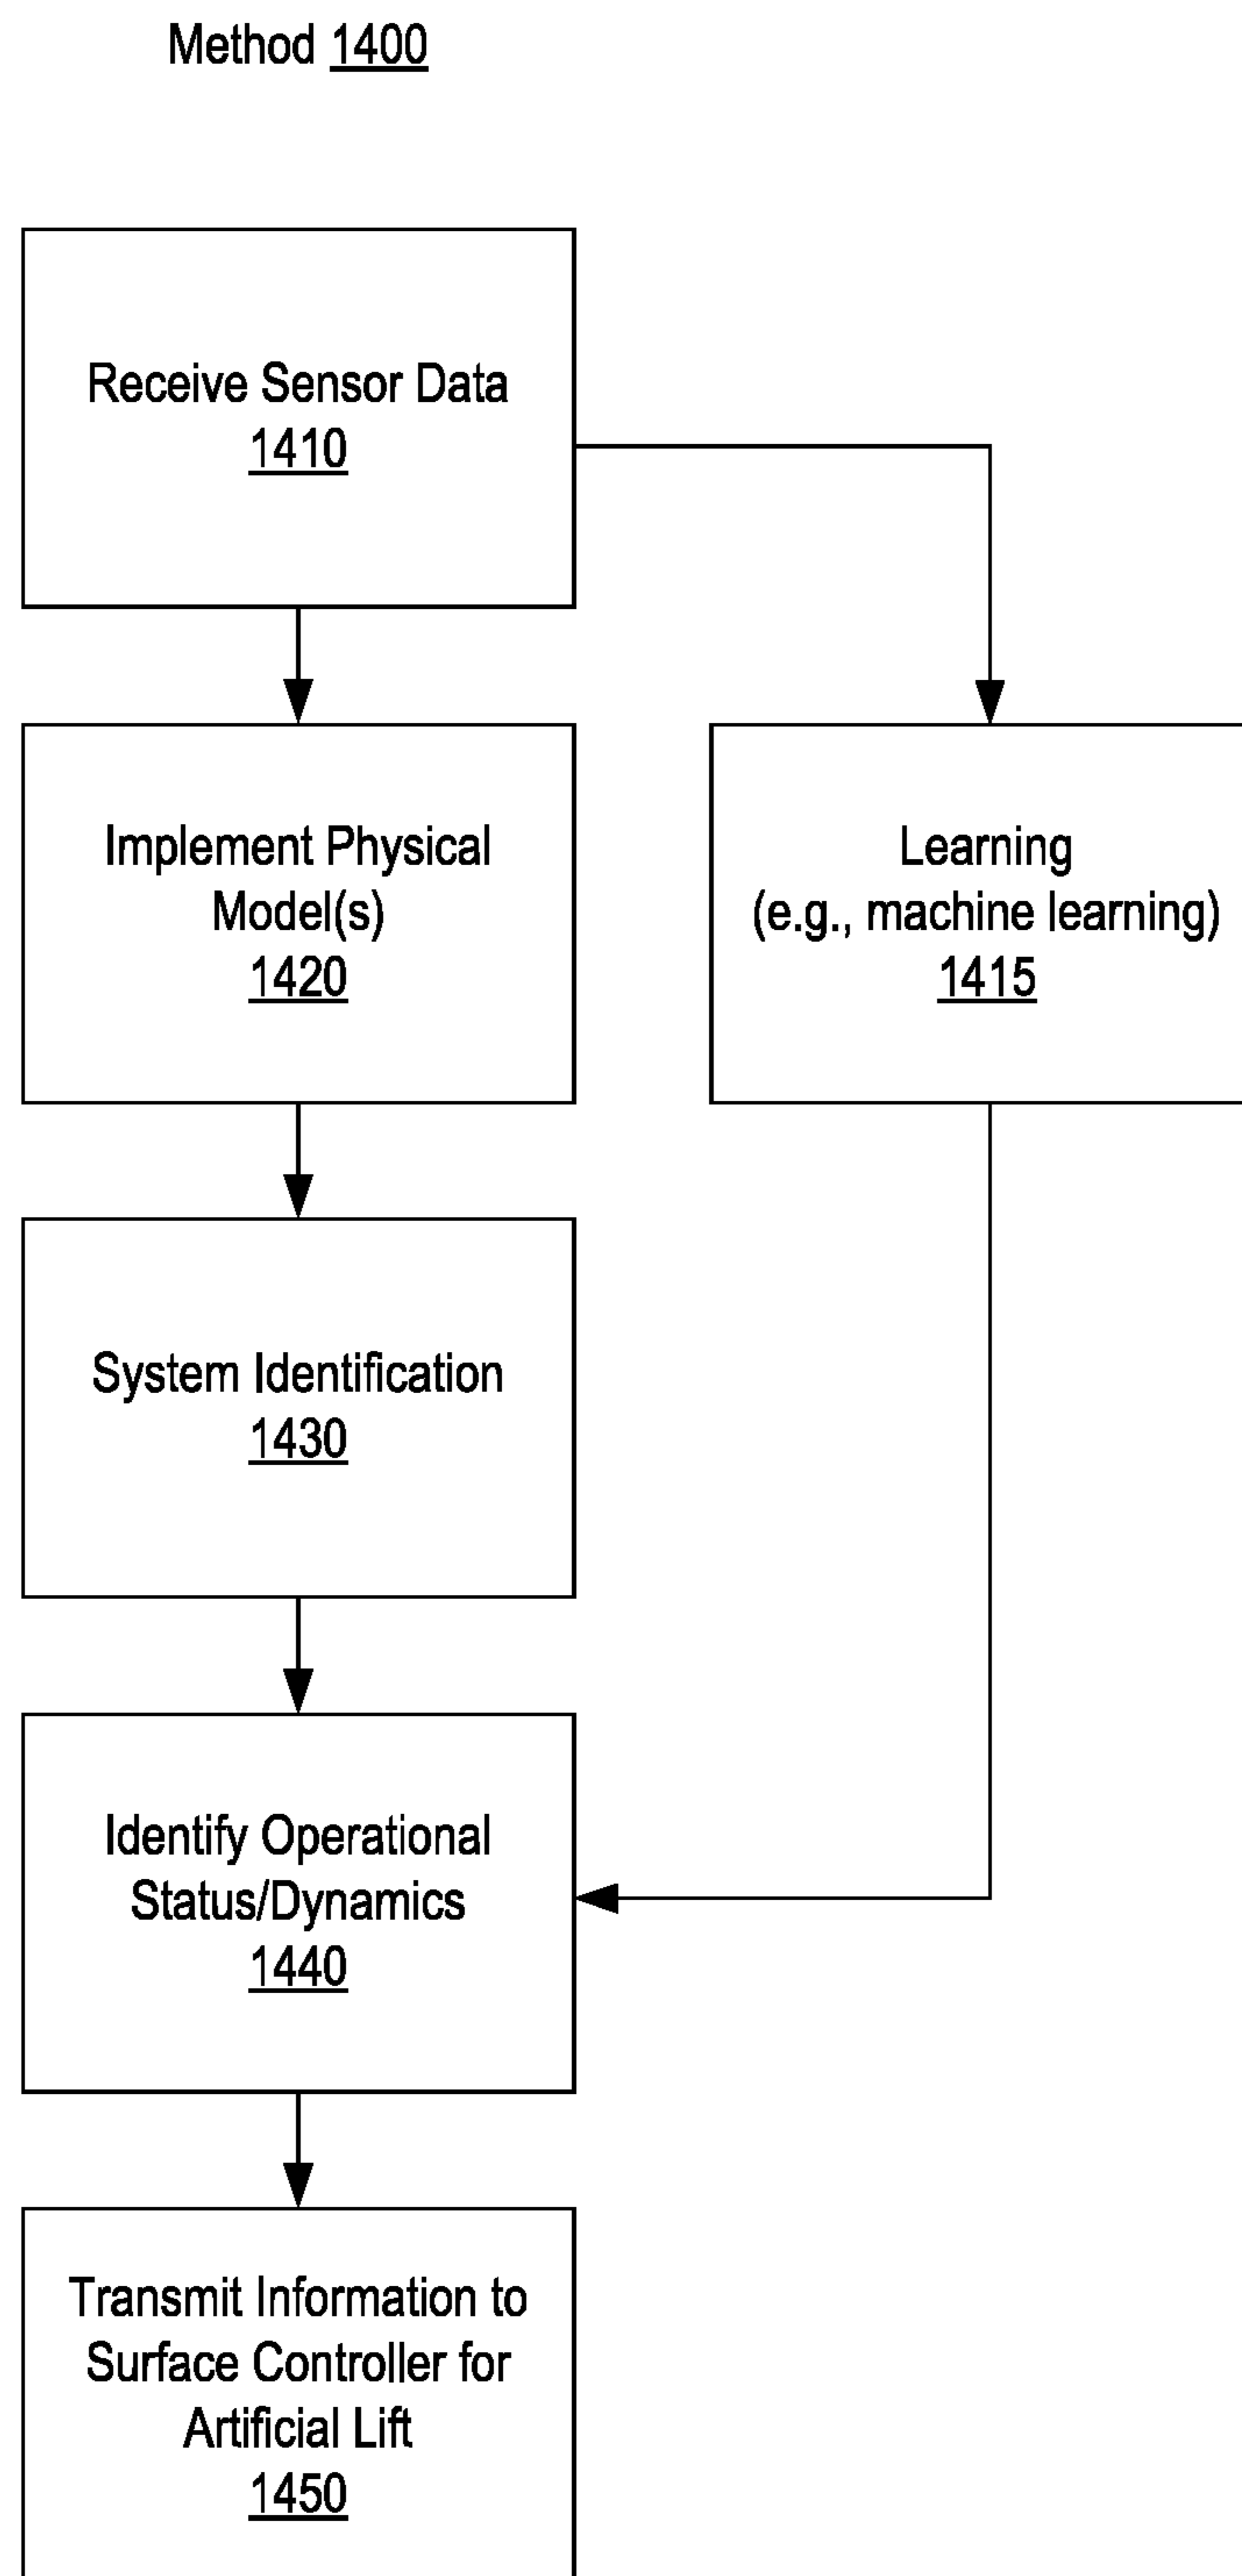 Method 1400
Receive Sensor Data
1410
Implement Physical
Model(s)
1420
Learning
(e.g., machine learning)
1415
System Identification
1430
Identify Operational
Status/Dynamics
1440
Transmit Information to
Surface Controller for
Artificial Lift
1450